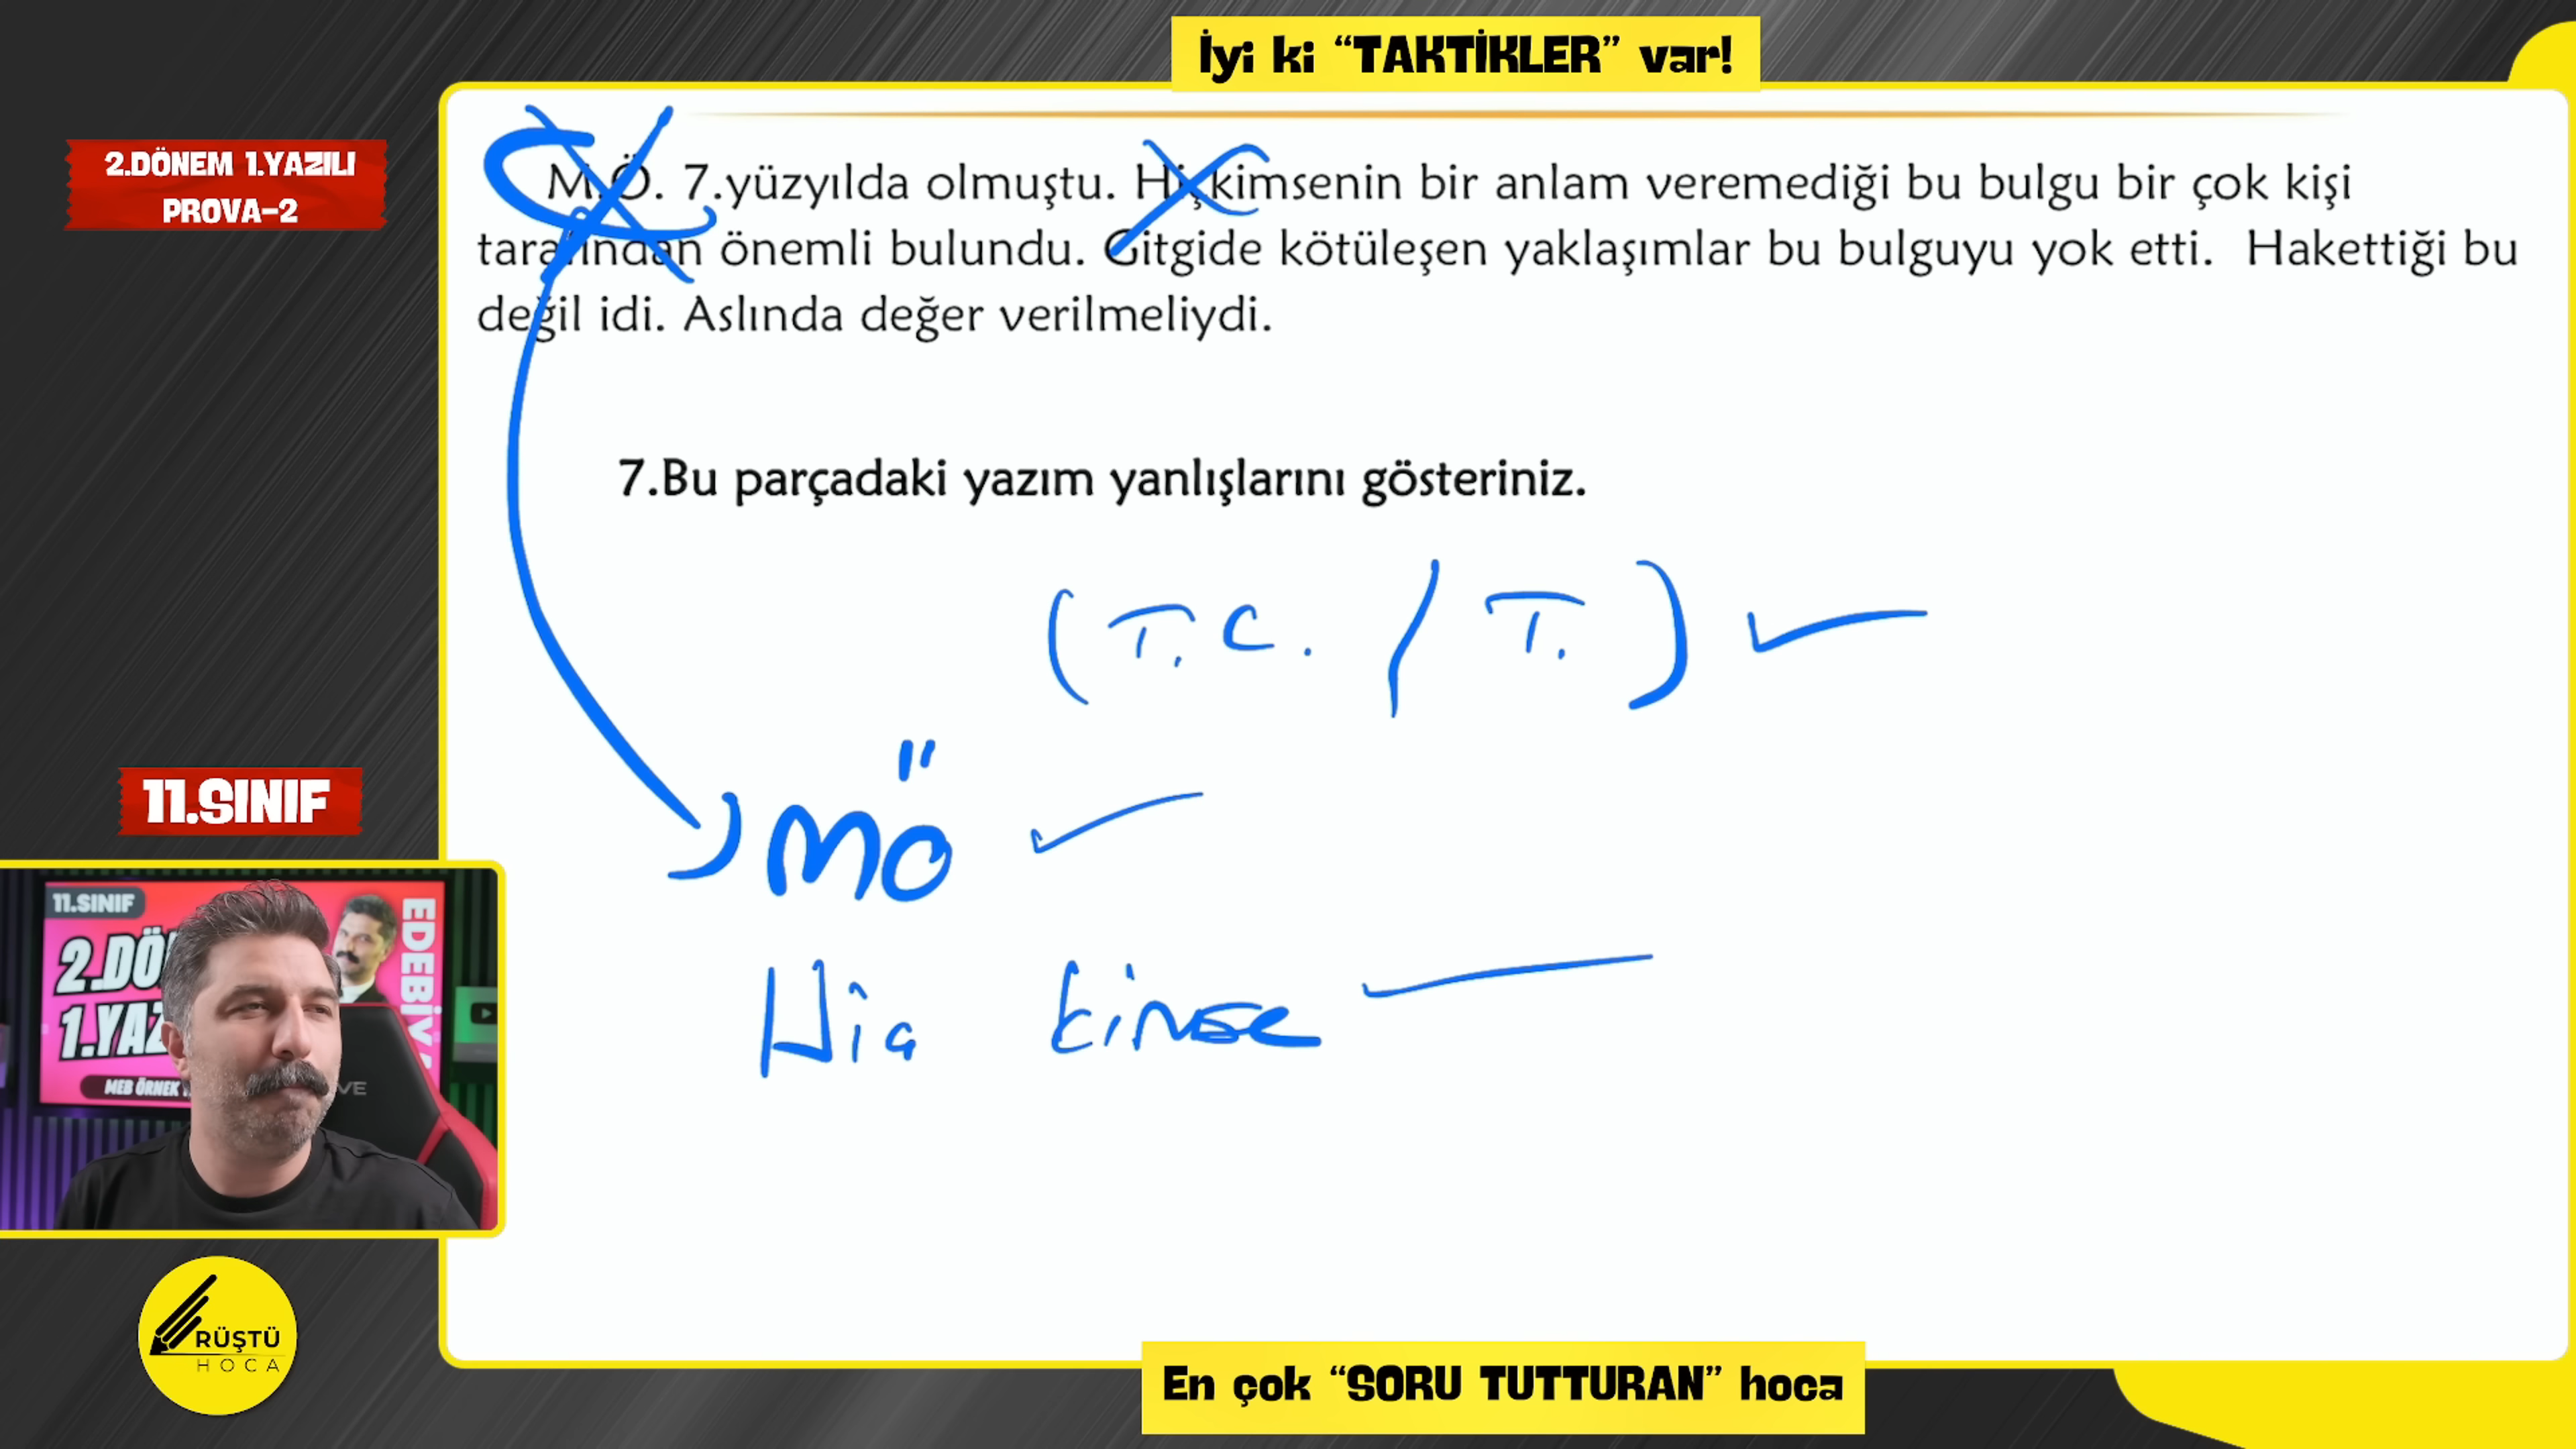 İyi ki “TAKTİKLER” var!
2.DÖNEM 1.YAZILI
PROVA-2
M.Ö. 7.yüzyılda olmuştu. Hiçkimsenin bir anlam veremediği bu bulgu bir çok kişi
tarafından önemli bulundu. Gitgide kötüleşen yaklaşımlar bu bulguyu yok etti. Hakettiği bu
değil idi. Aslında değer verilmeliydi.
7.Bu parçadaki yazım yanlışlarını gösteriniz.
(T.C. / T.)
MÖ
Hiç kimse
11.SINIF
11.SINIF
2.DÖ
1.YAZ
MEB ÖRNEK
EDEBİY
RÜŞTÜ
HOCA
En çok “SORU TUTTURAN” hoca